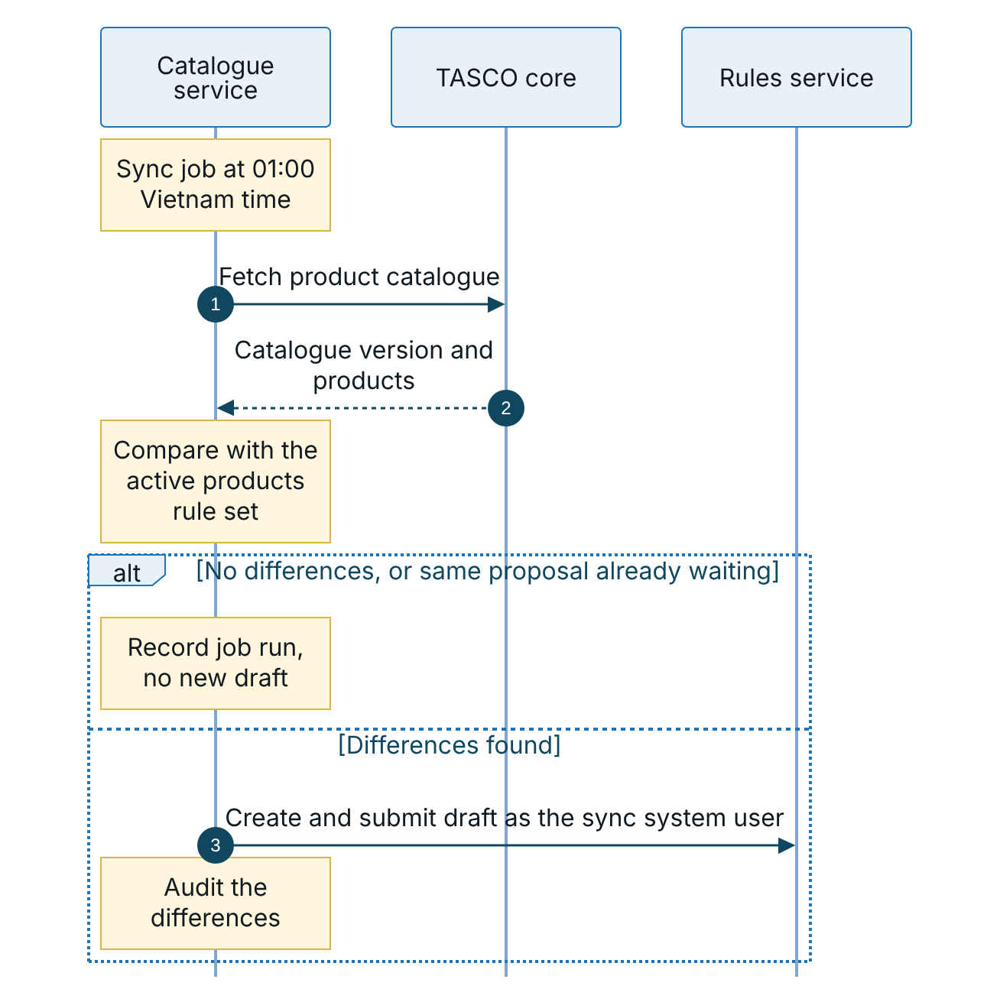 Catalogue
service
TASCO core
Rules service
Sync job at 01:00
Vietnam time
Fetch product catalogue
1
Catalogue version and
products
2
Compare with the
active products
rule set
alt
[No differences, or same proposal already waiting]
Record job run,
no new draft
[Differences found]
Create and submit draft as the sync system user
3
Audit the
differences